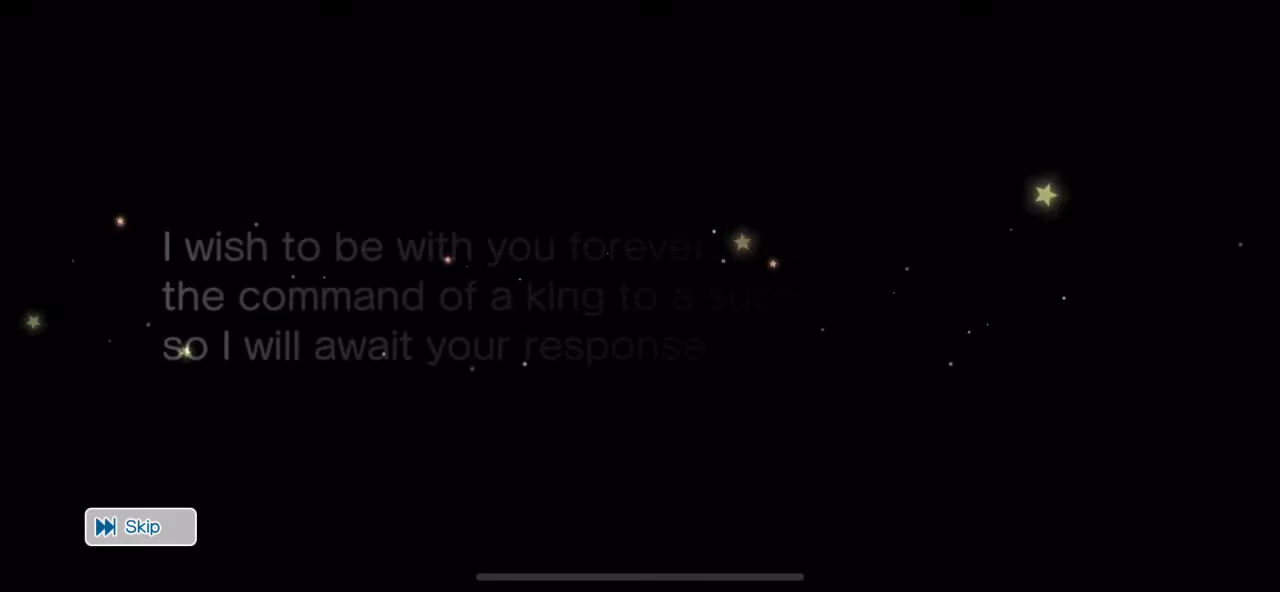 I wish to be with you forever
the command of a king to a
so I will await your response
Skip